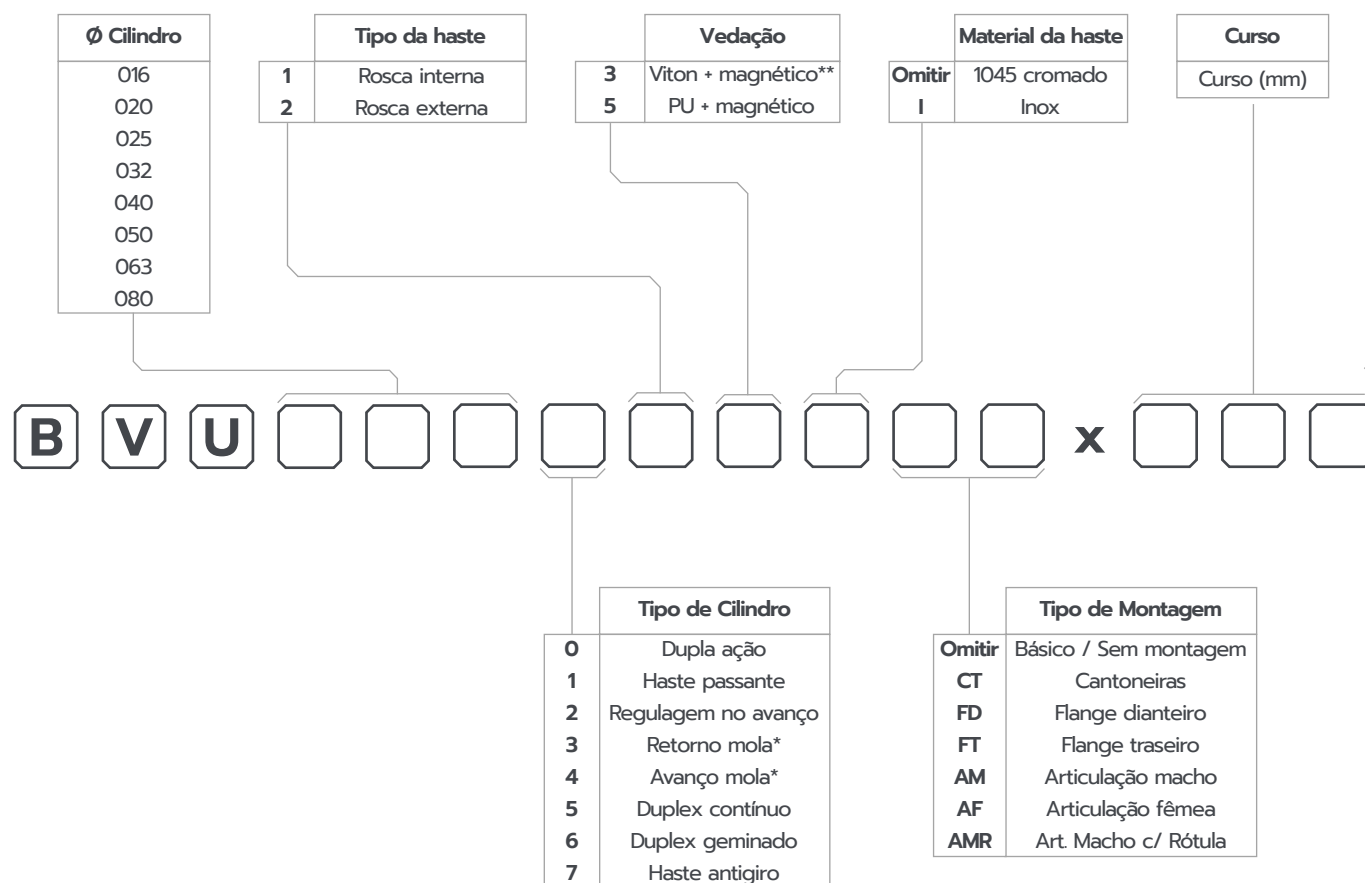 Ø Cilindro
016
020
025
032
040
050
063
080
Tipo da haste
1 Rosca interna
2 Rosca externa
Vedação
3 Viton + magnético**
5 PU + magnético
Material da haste
Omitir 1045 cromado
I Inox
Curso
Curso (mm)
B V U x
Tipo de Cilindro
0 Dupla ação
1 Haste passante
2 Regulagem no avanço
3 Retorno mola*
4 Avanço mola*
5 Duplex contínuo
6 Duplex geminado
7 Haste antigiro
Tipo de Montagem
Omitir Básico / Sem montagem
CT Cantoneiras
FD Flange dianteiro
FT Flange traseiro
AM Articulação macho
AF Articulação fêmea
AMR Art. Macho c/ Rótula